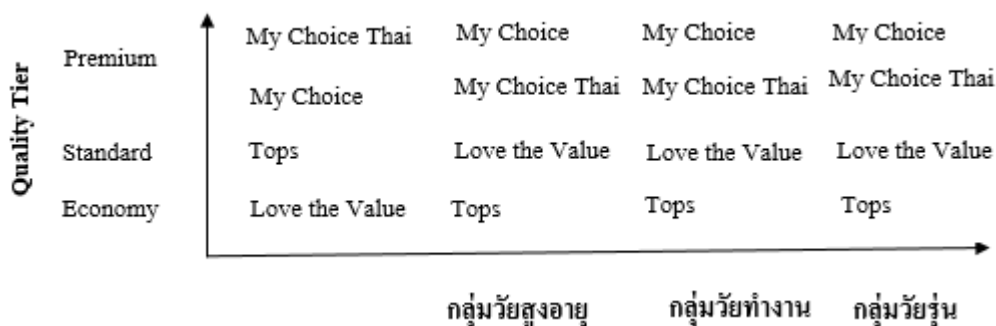 Quality Tier
Premium
My Choice Thai My Choice My Choice My Choice
My Choice My Choice Thai My Choice Thai My Choice Thai
Standard Tops Love the Value Love the Value Love the Value
Economy Love the Value Tops Tops Tops
กลุ่มวัยสูงอายุ กลุ่มวัยทำงาน กลุ่มวัยรุ่น